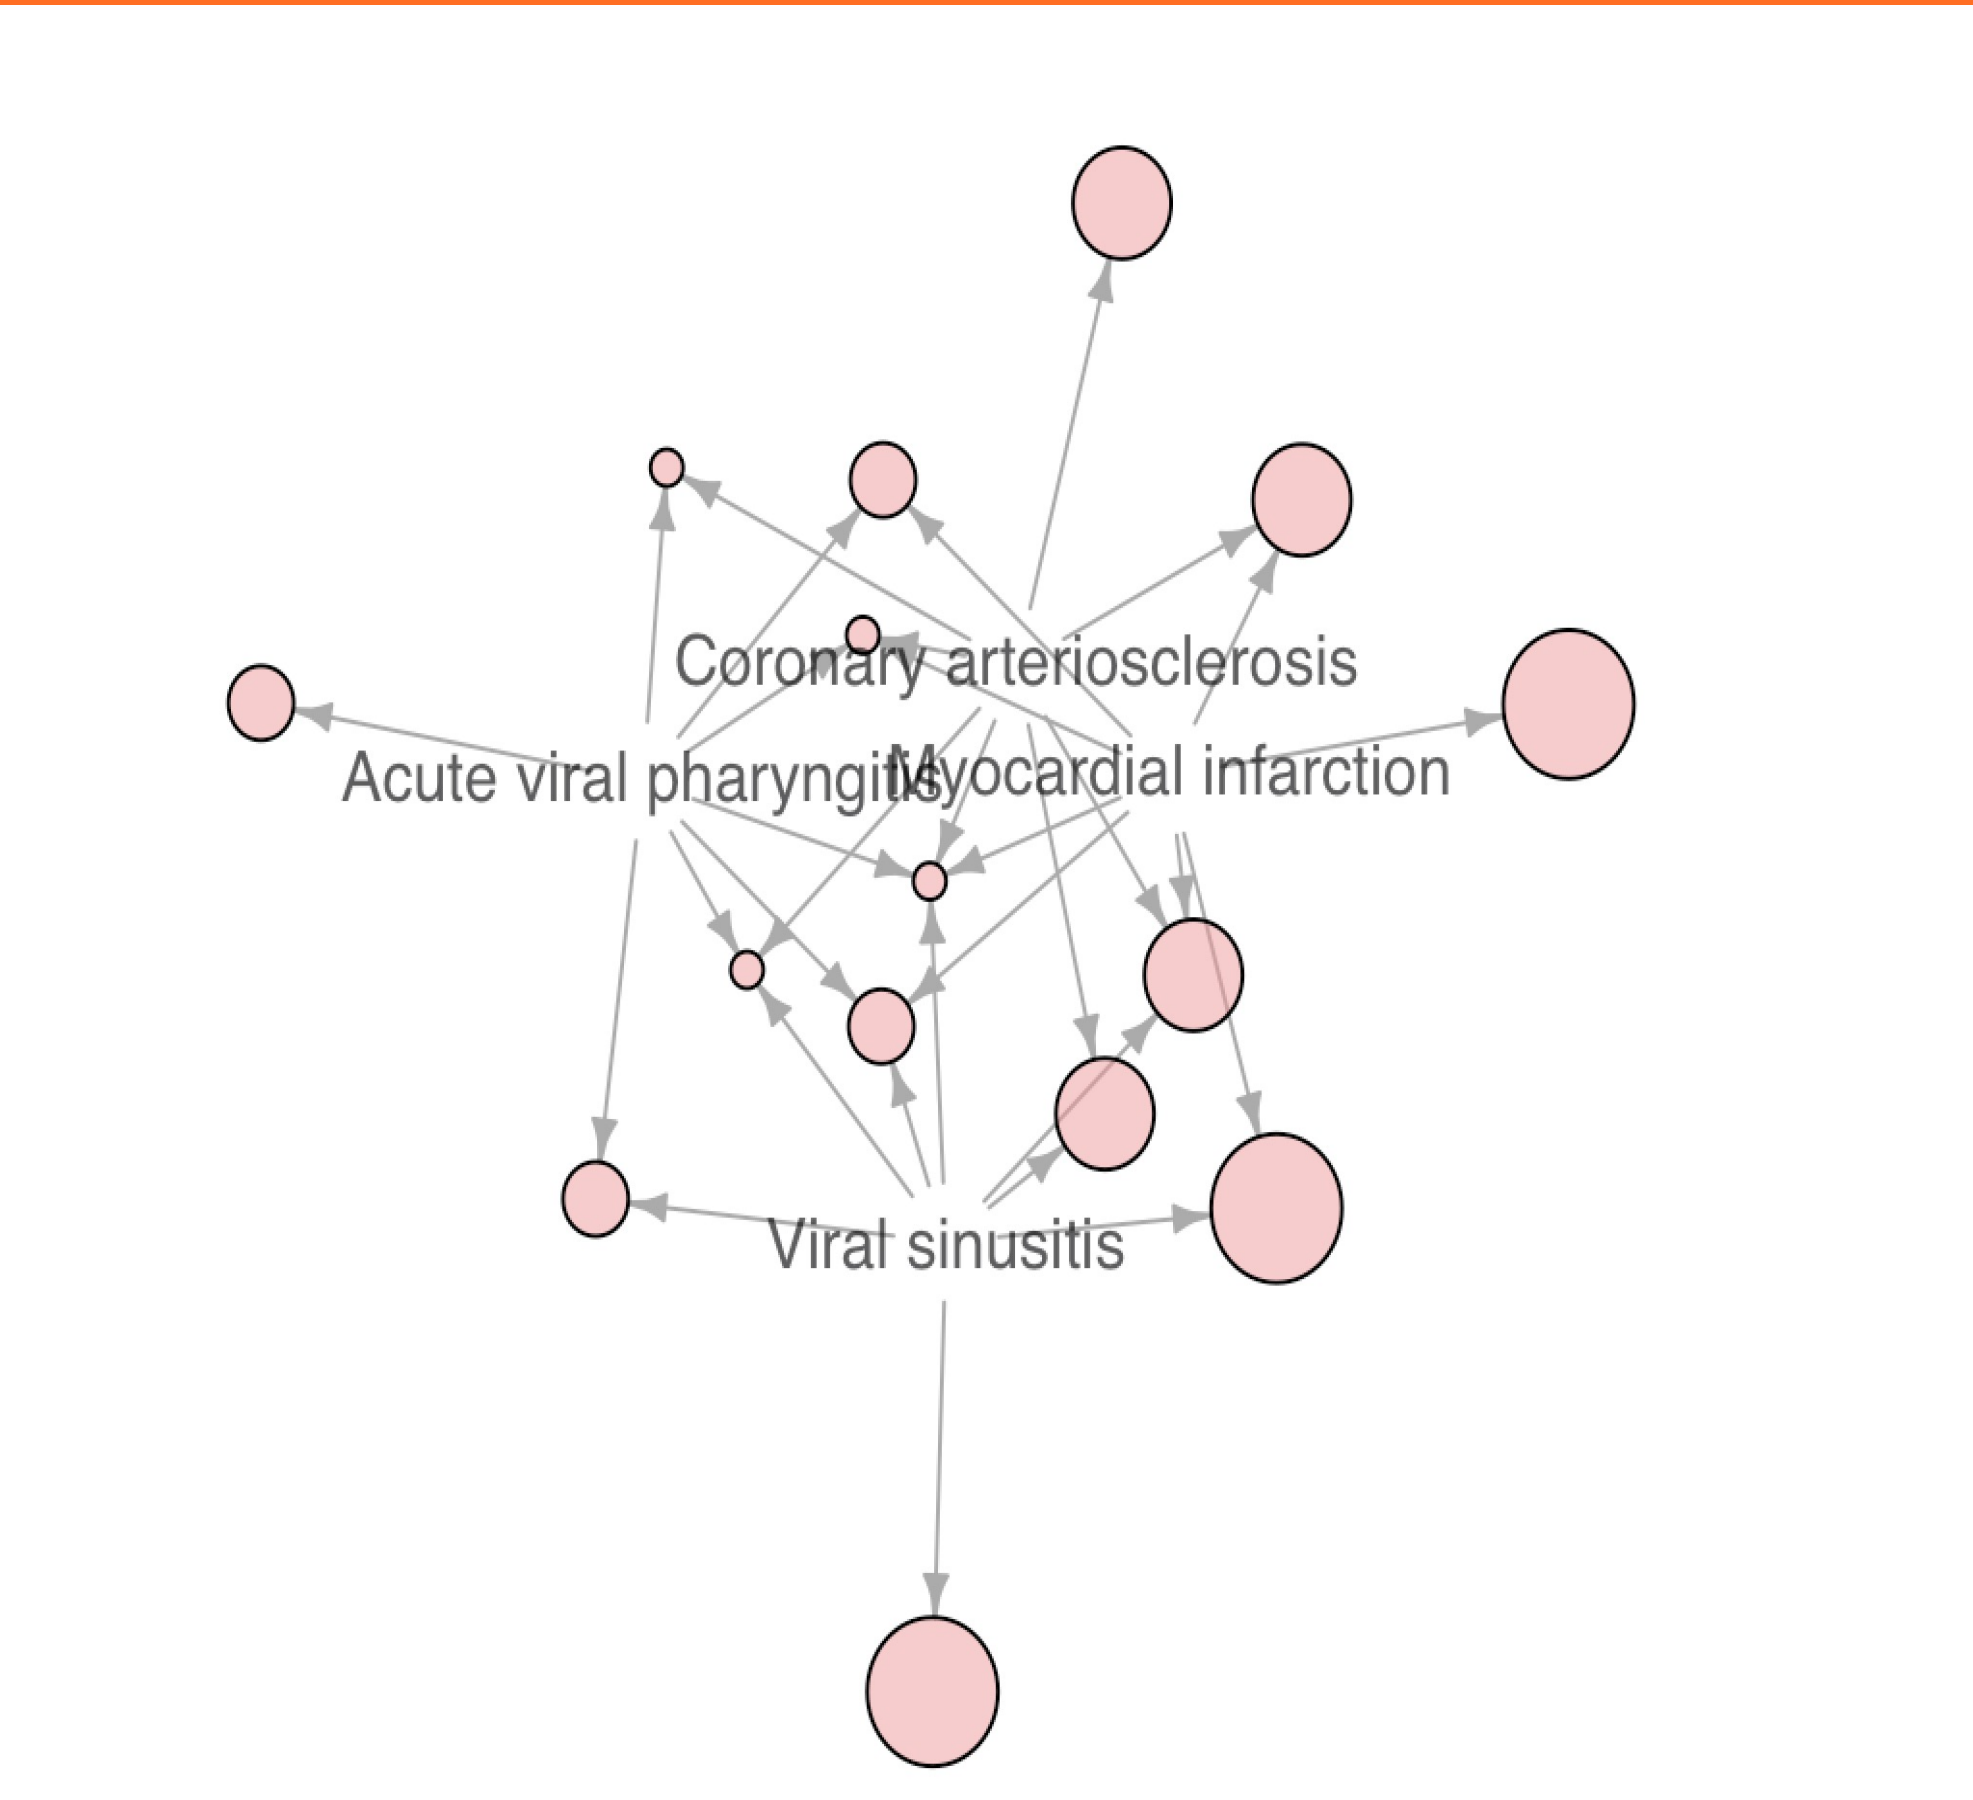 Coronary arteriosclerosis
Acute viral pharyngitis
Myocardial infarction
Viral sinusitis